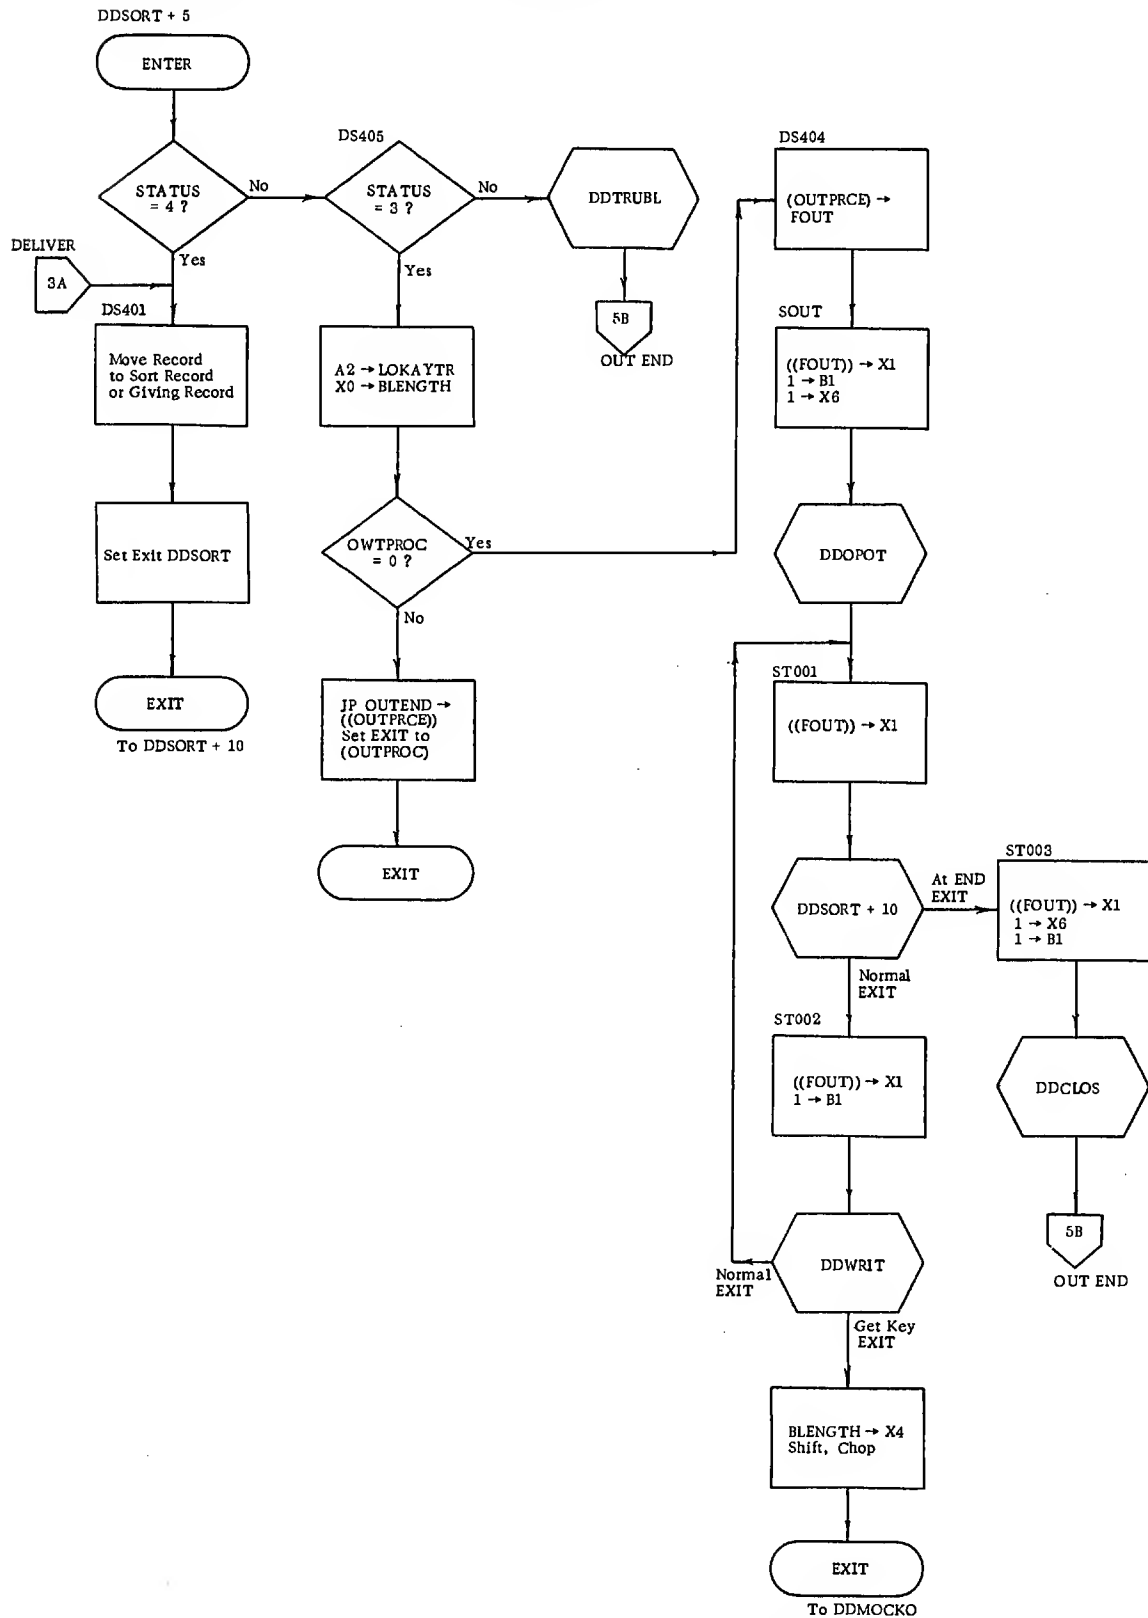 DDSORT + 5
ENTER
STATUS
= 4 ?
No
Yes
DELIVER
3A
DS401
Move Record
to Sort Record
or Giving Record
Set Exit DDSORT
EXIT
To DDSORT + 10
DS405
STATUS
= 3 ?
No
Yes
DDTRUBL
5B
OUT END
A2 → LOKAYTR
X0 → BLENGTH
OWTPROC
= 0 ?
Yes
No
JP OUTEND →
((OUTPRCE))
Set EXIT to
(OUTPROC)
EXIT
DS404
(OUTPRCE) →
FOUT
SOUT
((FOUT)) → X1
1 → B1
1 → X6
DDOPOT
ST001
((FOUT)) → X1
DDSORT + 10
At END
EXIT
Normal
EXIT
ST003
((FOUT)) → X1
1 → X6
1 → B1
DDCLOS
5B
OUT END
ST002
((FOUT)) → X1
1 → B1
DDWRIT
Normal
EXIT
Get Key
EXIT
BLENGTH → X4
Shift, Chop
EXIT
To DDMOCKO